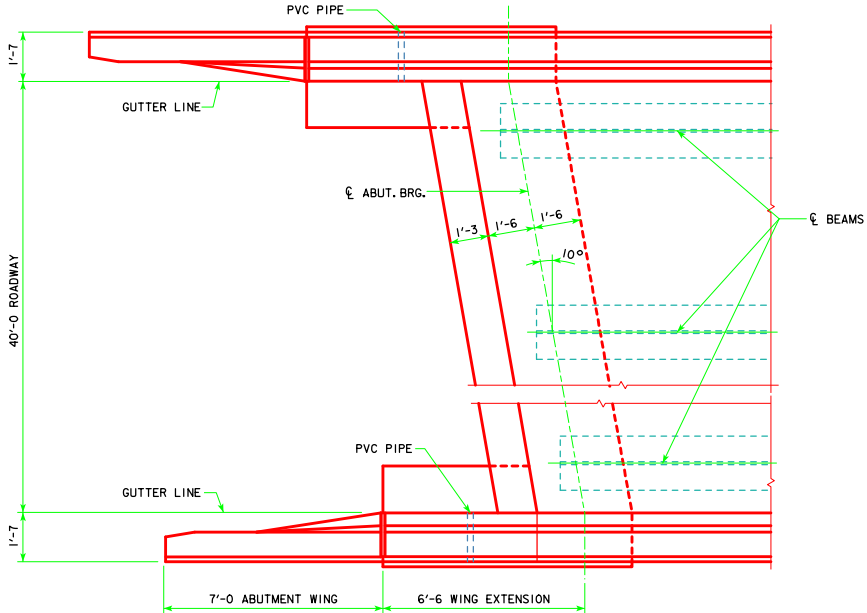 PVC PIPE
1'-7
GUTTER LINE
℄ ABUT. BRG.
1'-3
1'-6
1'-6
℄ BEAMS
10°
40'-0 ROADWAY
PVC PIPE
GUTTER LINE
1'-7
7'-0 ABUTMENT WING
6'-6 WING EXTENSION